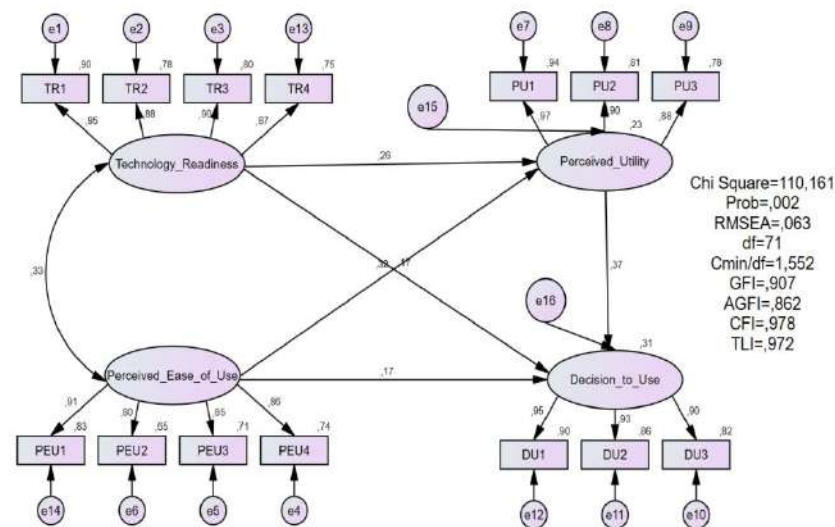 e1 e2 e3 e13 e7 e8 e9
,90 ,78 ,80 ,75 ,94 ,81 ,78
TR1 TR2 TR3 TR4 PU1 PU2 PU3
,95 ,88 ,90 ,87 ,97 ,90 ,88
e15
,23
Technology_Readiness
,26
Perceived_Utility
Chi Square=110,161
Prob=,002
RMSEA=,063
df=71
Cmin/df=1,552
GFI=,907
AGFI=,862
CFI=,978
TLI=,972
,33
,32 ,17
,37
e16
,31
Perceived_Ease_of_Use
,17
Decision_to_Use
,91 ,80 ,85 ,86 ,95 ,93 ,90
,83 ,71 ,74 ,90 ,86 ,82
PEU1 PEU2 PEU3 PEU4 DU1 DU2 DU3
e14 e6 e5 e4 e12 e11 e10